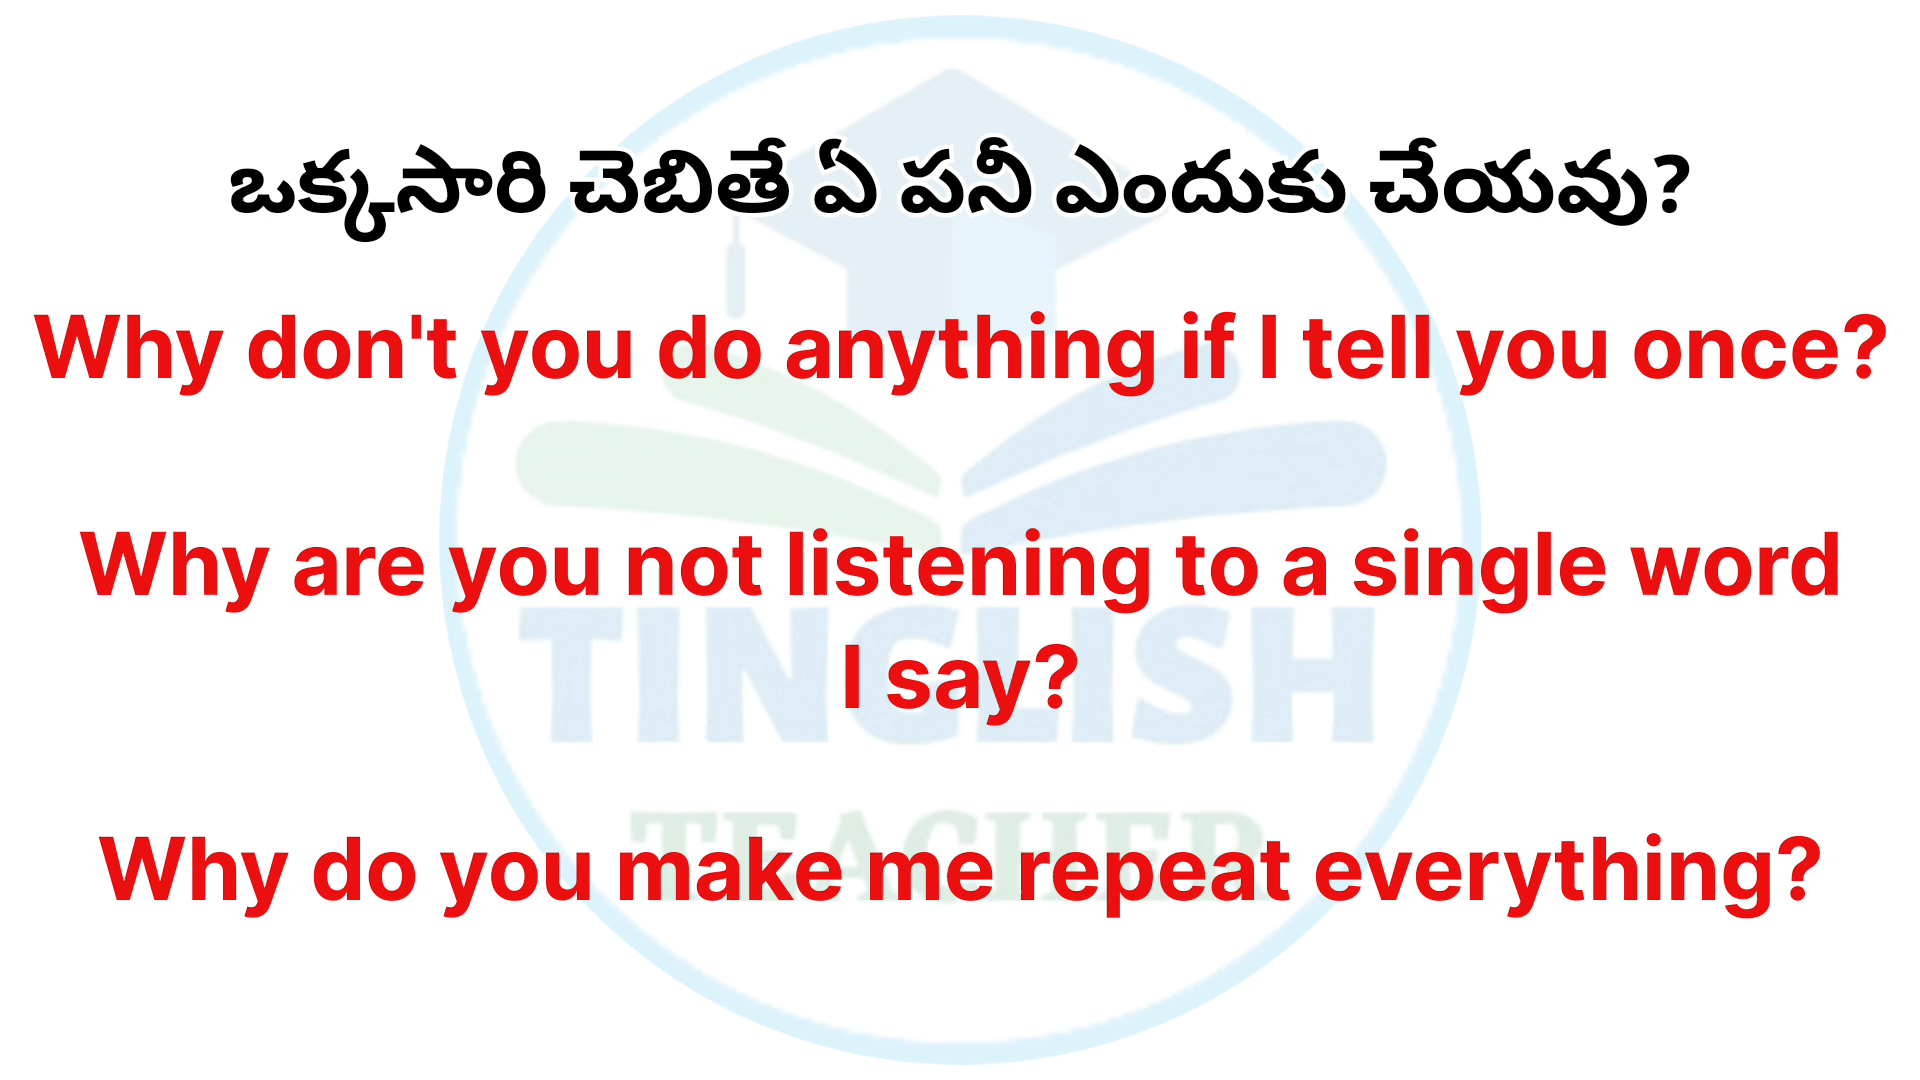 ఒక్కసారి చెబితే ఏ పనీ ఎందుకు చేయవు?
Why don't you do anything if I tell you once?
Why are you not listening to a single word
I say?
Why do you make me repeat everything?
TINGLISH
TEACHER